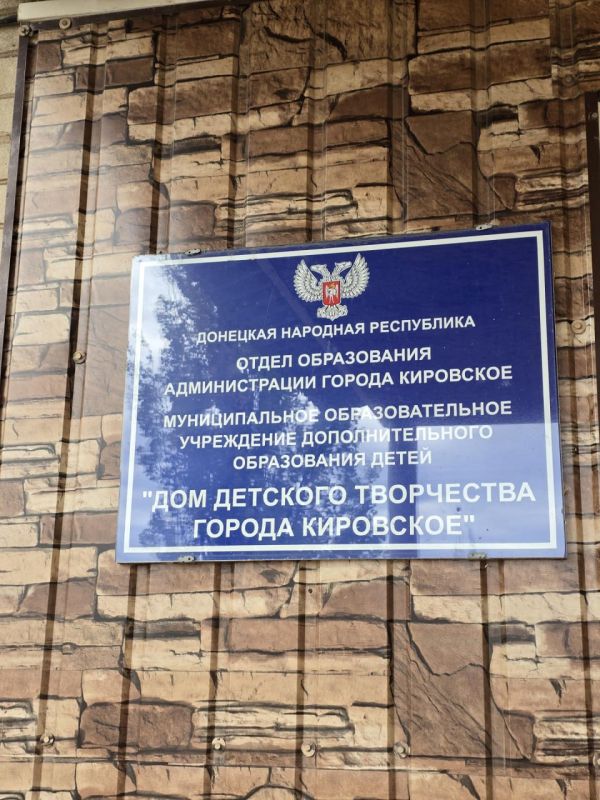 ДОНЕЦКАЯ НАРОДНАЯ РЕСПУБЛИКА
ОТДЕЛ ОБРАЗОВАНИЯ
АДМИНИСТРАЦИИ ГОРОДА КИРОВСКОЕ
МУНИЦИПАЛЬНОЕ ОБРАЗОВАТЕЛЬНОЕ
УЧРЕЖДЕНИЕ ДОПОЛНИТЕЛЬНОГО
ОБРАЗОВАНИЯ ДЕТЕЙ
"ДОМ ДЕТСКОГО ТВОРЧЕСТВА
ГОРОДА КИРОВСКОЕ"